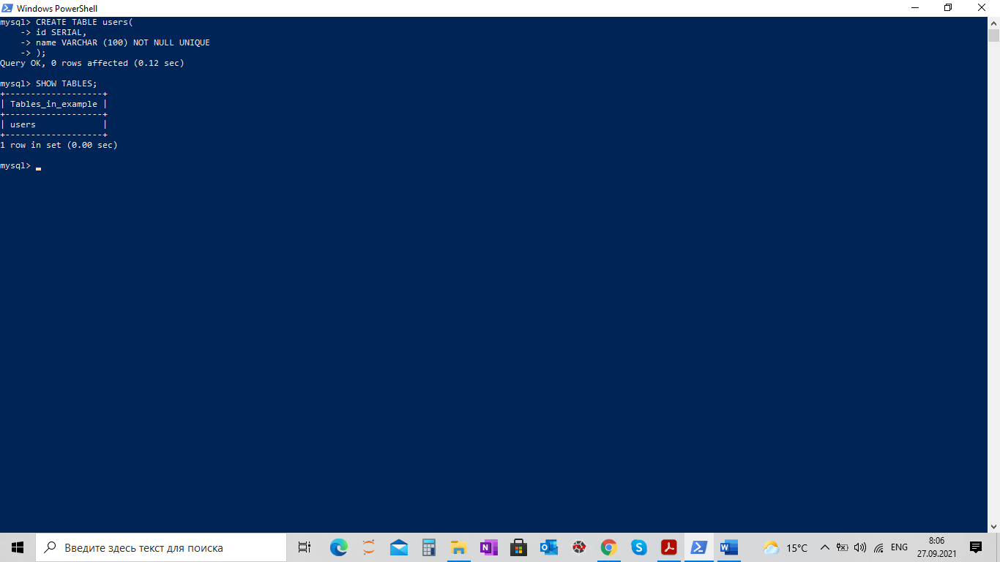 Windows PowerShell
mysql> CREATE TABLE users(
    -> id SERIAL,
    -> name VARCHAR (100) NOT NULL UNIQUE
    -> );
Query OK, 0 rows affected (0.12 sec)
mysql> SHOW TABLES;
+-------------------+
| Tables_in_example |
+-------------------+
| users             |
+-------------------+
1 row in set (0.00 sec)
mysql>
Введите здесь текст для поиска
15°C
ENG
8:06
27.09.2021